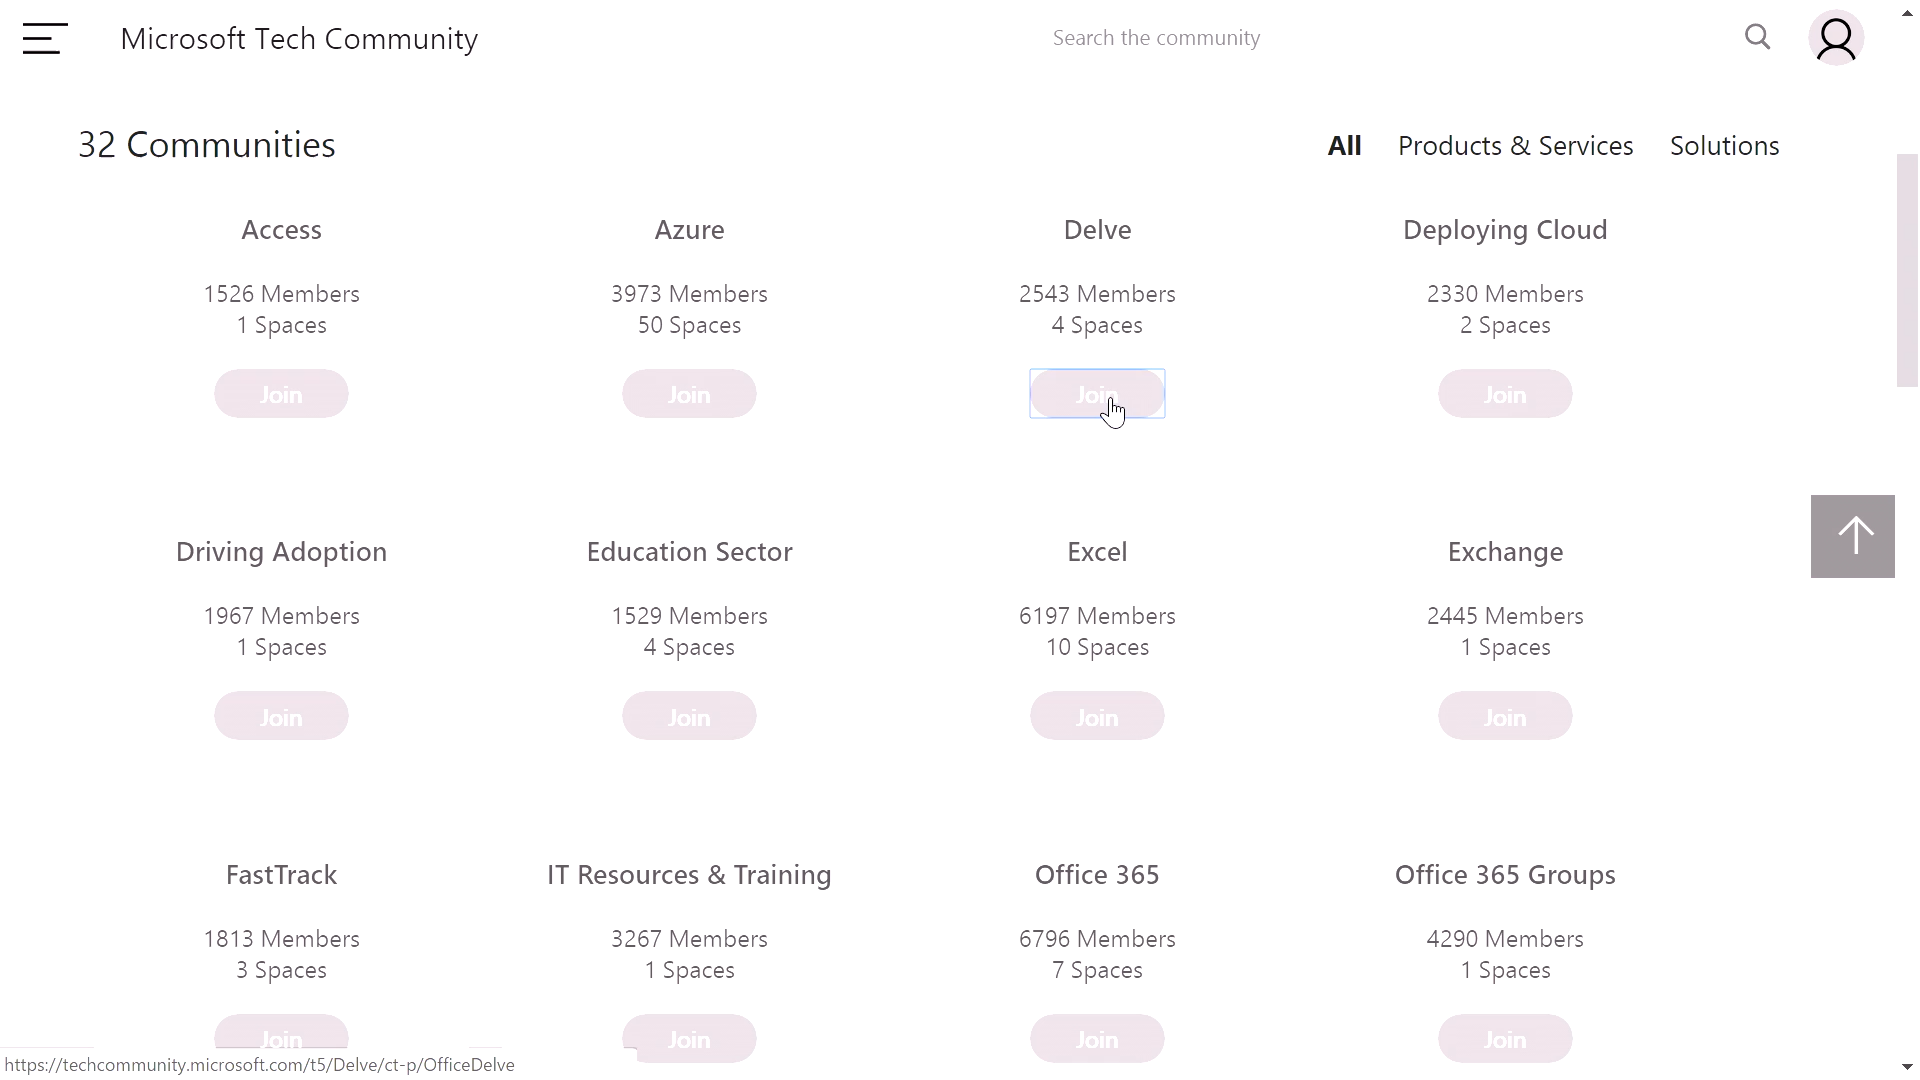 Microsoft Tech Community
Search the community
32 Communities
All Products & Services Solutions
Access
1526 Members
1 Spaces
Join
Azure
3973 Members
50 Spaces
Join
Delve
2543 Members
4 Spaces
Join
Deploying Cloud
2330 Members
2 Spaces
Join
Driving Adoption
1967 Members
1 Spaces
Join
Education Sector
1529 Members
4 Spaces
Join
Excel
6197 Members
10 Spaces
Join
Exchange
2445 Members
1 Spaces
Join
FastTrack
1813 Members
3 Spaces
Join
IT Resources & Training
3267 Members
1 Spaces
Join
Office 365
6796 Members
7 Spaces
Join
Office 365 Groups
4290 Members
1 Spaces
Join
https://techcommunity.microsoft.com/t5/Delve/ct-p/OfficeDelve